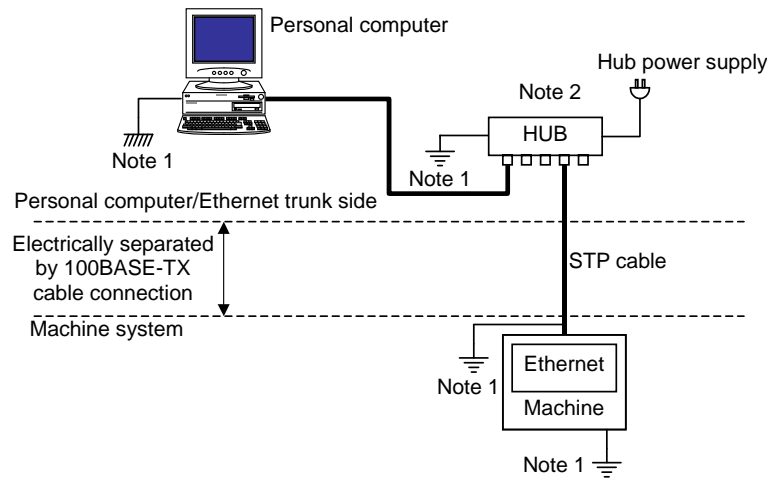 Personal computer
Hub power supply
Note 2
HUB
Note 1
Note 1
Personal computer/Ethernet trunk side
Electrically separated
by 100BASE-TX
cable connection
STP cable
Machine system
Ethernet
Note 1
Machine
Note 1